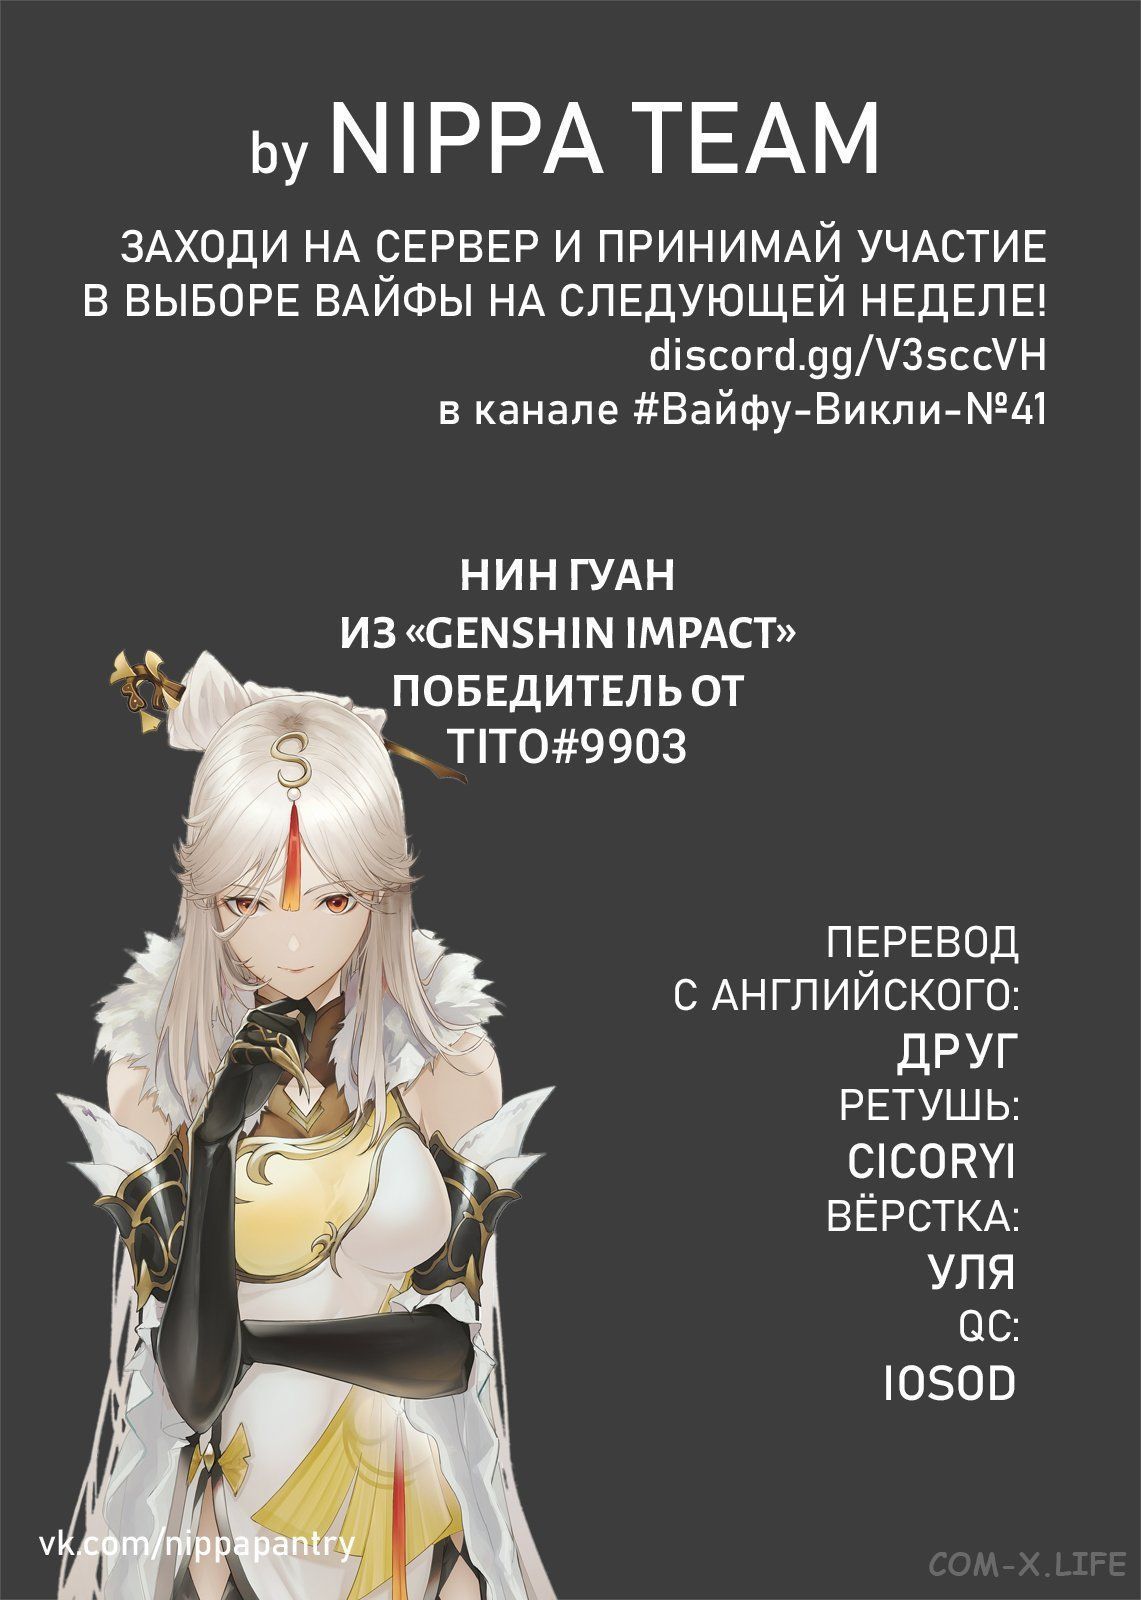 by NIPPA TEAM
ЗАХОДИ НА СЕРВЕР И ПРИНИМАЙ УЧАСТИЕ
В ВЫБОРЕ ВАЙФЫ НА СЛЕДУЮЩЕЙ НЕДЕЛЕ!
discord.gg/V3sccVH
в канале #Вайфу-Викли-№41
НИН ГУАН
ИЗ «GENSHIN IMPACT»
ПОБЕДИТЕЛЬ ОТ
TITO#9903
ПЕРЕВОД
С АНГЛИЙСКОГО:
ДРУГ
РЕТУШЬ:
CICORYI
ВЁРСТКА:
УЛЯ
QC:
IOSOD
vk.com/nippapantry
COM-X.LIFE